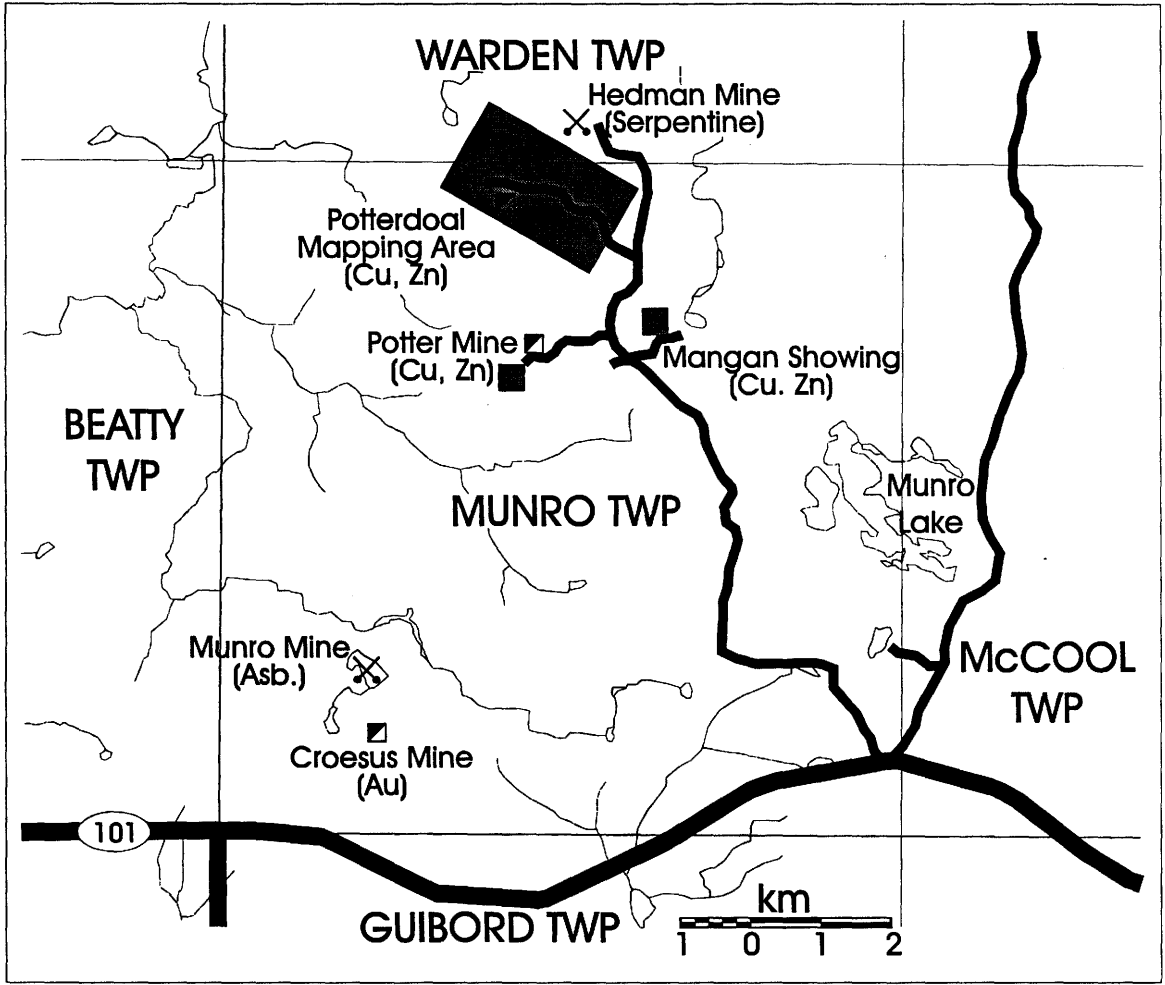 WARDEN TWP
Hedman Mine
(Serpentine)
Potterdoal
Mapping Area
(Cu, Zn)
Potter Mine
(Cu, Zn)
Mangan Showing
(Cu. Zn)
BEATTY
TWP
MUNRO TWP
Munro
Lake
Munro Mine
(Asb.)
McCOOL
TWP
Croesus Mine
(Au)
101
GUIBORD TWP
km
1 0 1 2